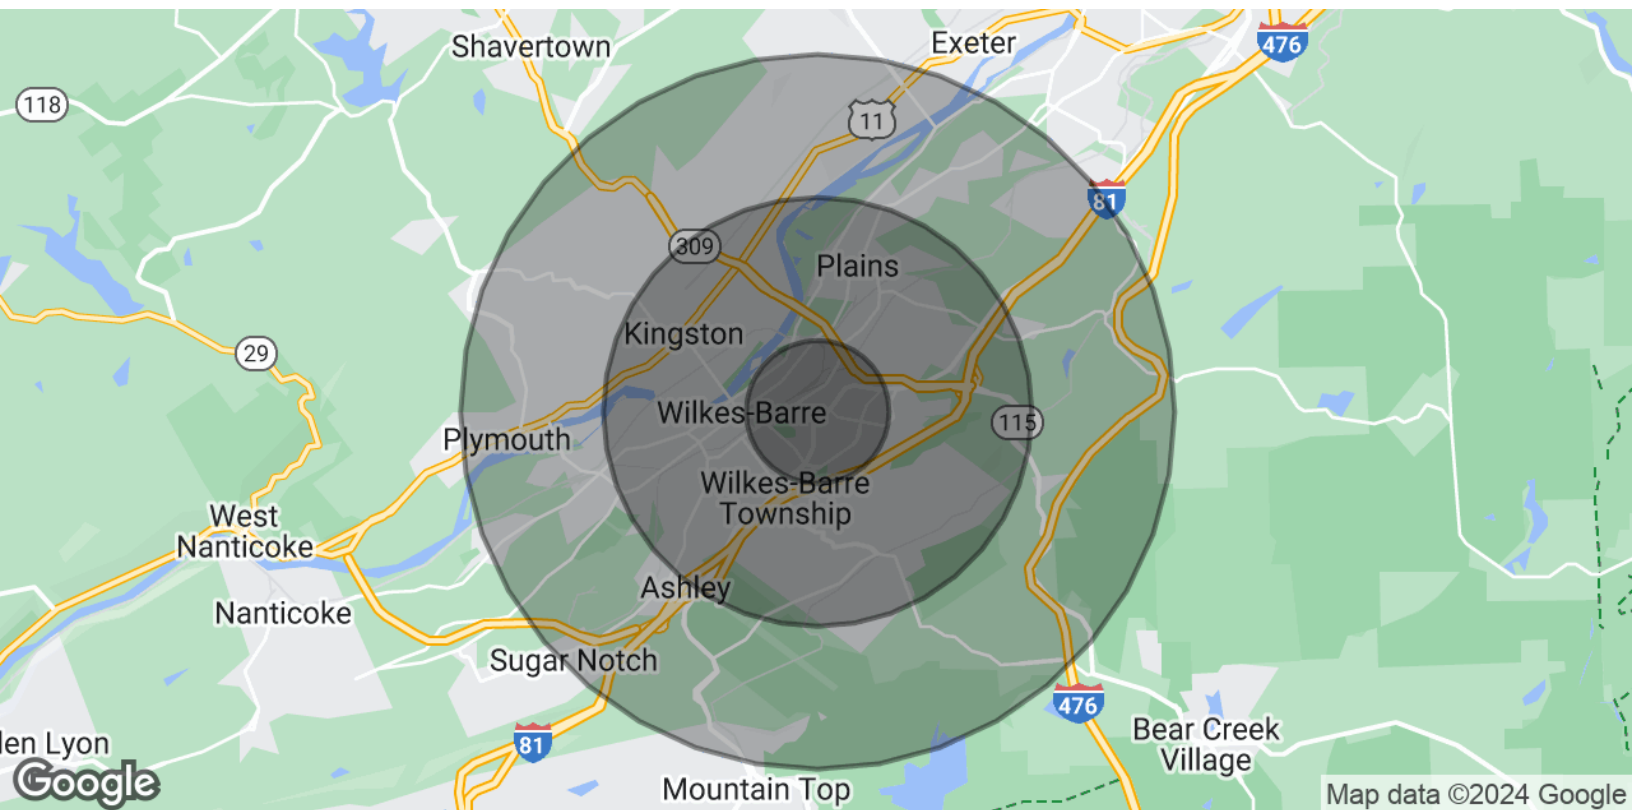 Shavertown
Exeter
476
118
11
81
309
Plains
Kingston
29
Wilkes-Barre
115
Plymouth
Wilkes-Barre
Township
West
Nanticoke
Ashley
Nanticoke
Sugar Notch
476
81
Bear Creek
Village
len Lyon
Google
Mountain Top
Map data ©2024 Google